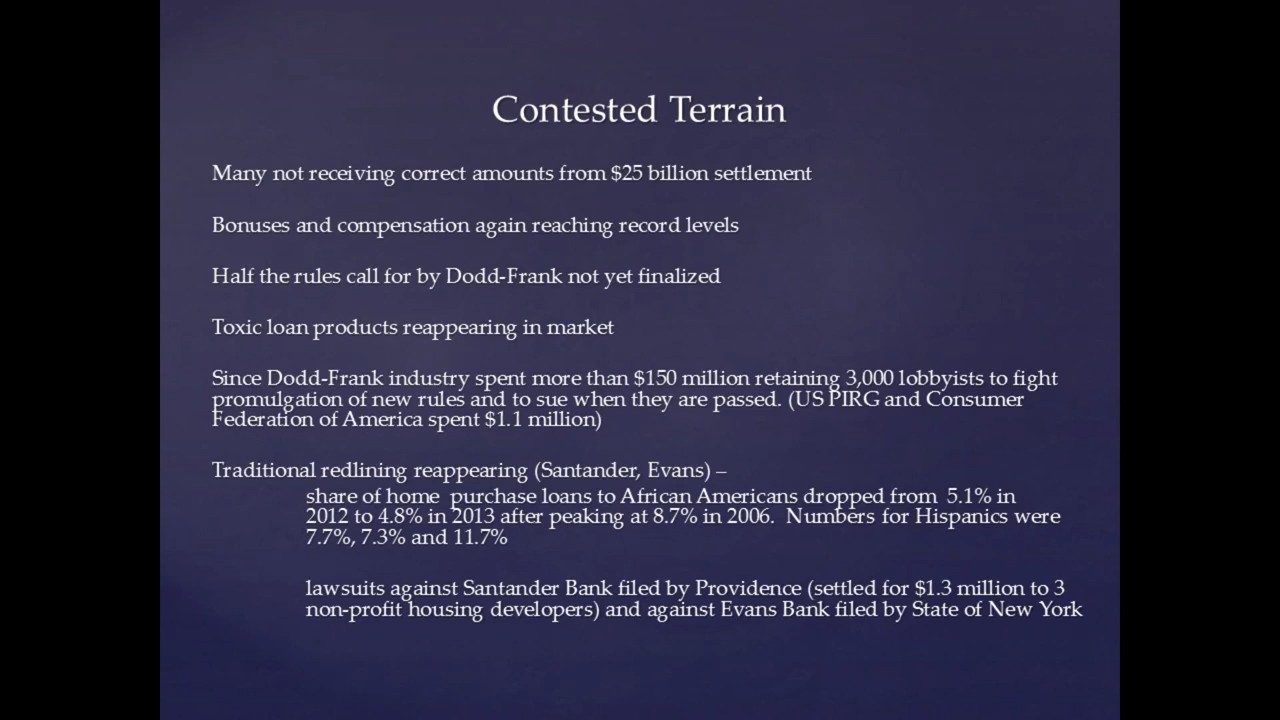 Contested Terrain
Many not receiving correct amounts from $25 billion settlement
Bonuses and compensation again reaching record levels
Half the rules call for by Dodd-Frank not yet finalized
Toxic loan products reappearing in market
Since Dodd-Frank industry spent more than $150 million retaining 3,000 lobbyists to fight
promulgation of new rules and to sue when they are passed. (US PIRG and Consumer
Federation of America spent $1.1 million)
Traditional redlining reappearing (Santander, Evans) –
share of home purchase loans to African Americans dropped from 5.1% in
2012 to 4.8% in 2013 after peaking at 8.7% in 2006. Numbers for Hispanics were
7.7%, 7.3% and 11.7%
lawsuits against Santander Bank filed by Providence (settled for $1.3 million to 3
non-profit housing developers) and against Evans Bank filed by State of New York